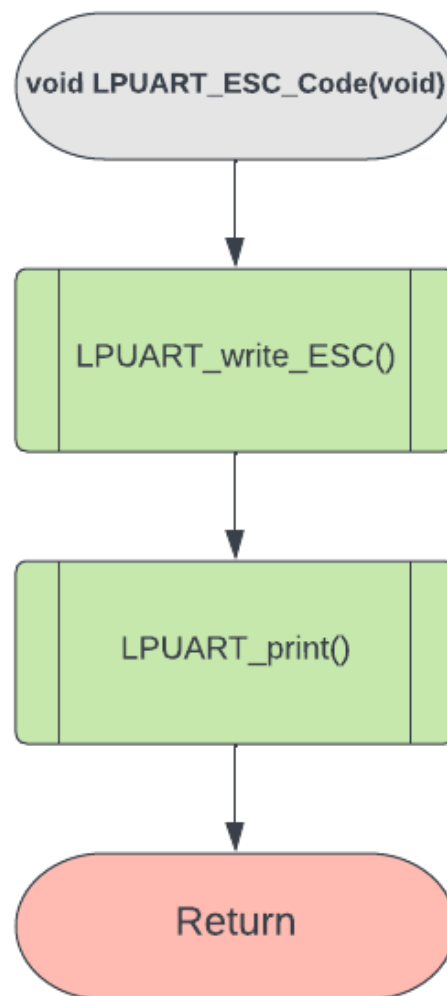 void LPUART_ESC_Code(void)
LPUART_write_ESC()
LPUART_print()
Return